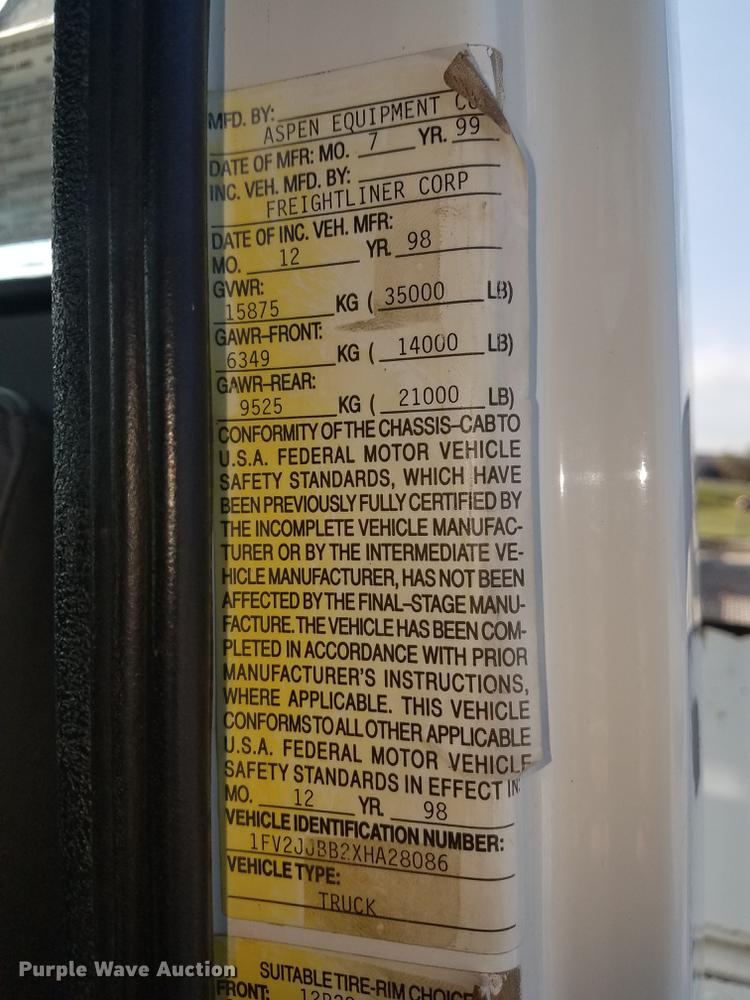 MFD. BY:
ASPEN EQUIPMENT CO
DATE OF MFR: MO. 7 YR. 99
INC. VEH. MFD. BY:
FREIGHTLINER CORP
DATE OF INC. VEH. MFR:
MO. 12 YR. 98
GVWR:
15875 KG ( 35000 LB)
GAWR-FRONT:
6349 KG ( 14000 LB)
GAWR-REAR:
9525 KG ( 21000 LB)
CONFORMITY OF THE CHASSIS-CAB TO
U.S.A. FEDERAL MOTOR VEHICLE
SAFETY STANDARDS, WHICH HAVE
BEEN PREVIOUSLY FULLY CERTIFIED BY
THE INCOMPLETE VEHICLE MANUFAC-
TURER OR BY THE INTERMEDIATE VE-
HICLE MANUFACTURER, HAS NOT BEEN
AFFECTED BY THE FINAL-STAGE MANU-
FACTURE. THE VEHICLE HAS BEEN COM-
PLETED IN ACCORDANCE WITH PRIOR
MANUFACTURER'S INSTRUCTIONS,
WHERE APPLICABLE. THIS VEHICLE
CONFORMS TO ALL OTHER APPLICABLE
U.S.A. FEDERAL MOTOR VEHICLE
SAFETY STANDARDS IN EFFECT IN:
MO. 12 YR. 98
VEHICLE IDENTIFICATION NUMBER:
1FV2JJBB2XHA28086
VEHICLE TYPE:
TRUCK
SUITABLE TIRE-RIM CHOICE
FRONT:
Purple Wave Auction